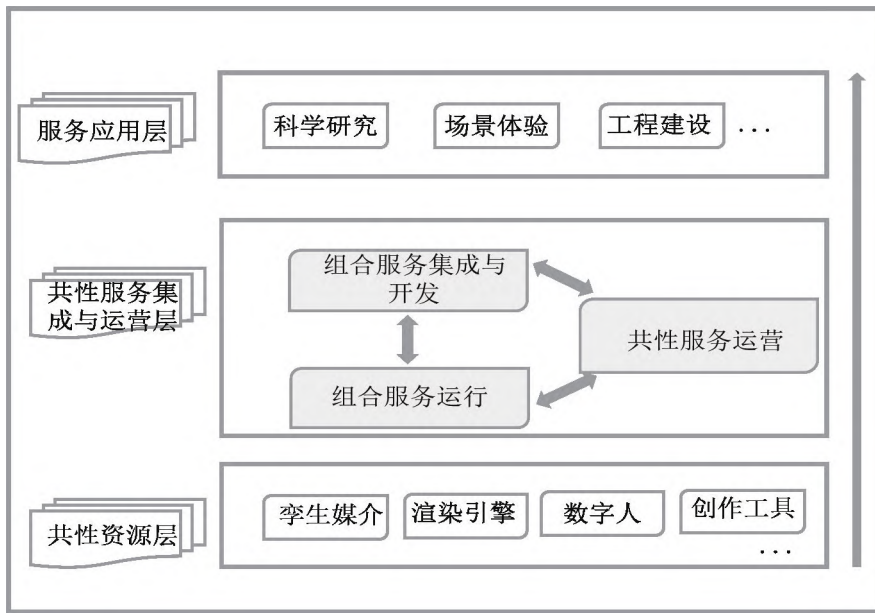 服务应用层
科学研究
场景体验
工程建设
...
共性服务集
成与运营层
组合服务集成与
开发
共性服务运营
组合服务运行
共性资源层
孪生媒介
渲染引擎
数字人
创作工具
...